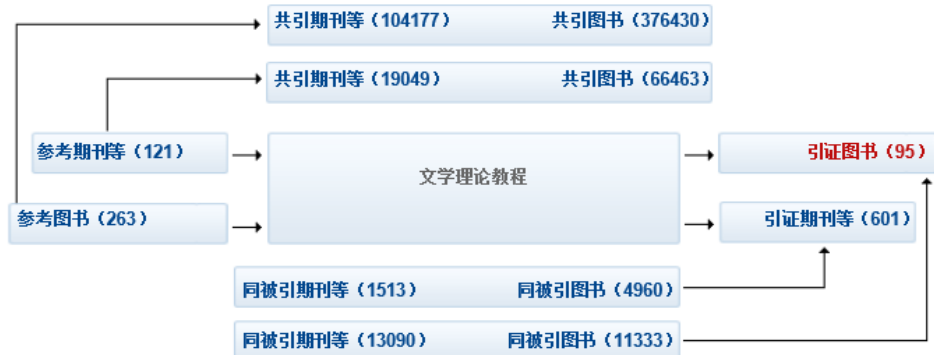 共引期刊等（104177） 共引图书（376430）
共引期刊等（19049） 共引图书（66463）
参考期刊等（121）
文学理论教程
引证图书（95）
参考图书（263）
引证期刊等（601）
同被引期刊等（1513） 同被引图书（4960）
同被引期刊等（13090） 同被引图书（11333）